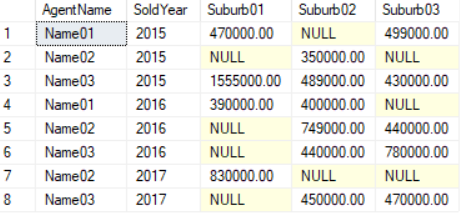 AgentName SoldYear Suburb01 Suburb02 Suburb03
1 Name01 2015 470000.00 NULL 499000.00
2 Name02 2015 NULL 350000.00 NULL
3 Name03 2015 1555000.00 489000.00 430000.00
4 Name01 2016 390000.00 400000.00 NULL
5 Name02 2016 NULL 749000.00 440000.00
6 Name03 2016 NULL 440000.00 780000.00
7 Name02 2017 830000.00 NULL NULL
8 Name03 2017 NULL 450000.00 470000.00